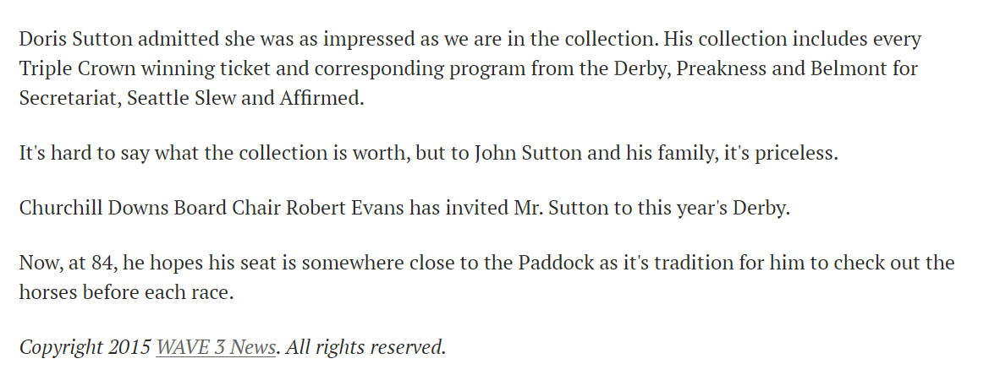 Doris Sutton admitted she was as impressed as we are in the collection. His collection includes every
Triple Crown winning ticket and corresponding program from the Derby, Preakness and Belmont for
Secretariat, Seattle Slew and Affirmed.
It's hard to say what the collection is worth, but to John Sutton and his family, it's priceless.
Churchill Downs Board Chair Robert Evans has invited Mr. Sutton to this year's Derby.
Now, at 84, he hopes his seat is somewhere close to the Paddock as it's tradition for him to check out the
horses before each race.
Copyright 2015 WAVE 3 News. All rights reserved.